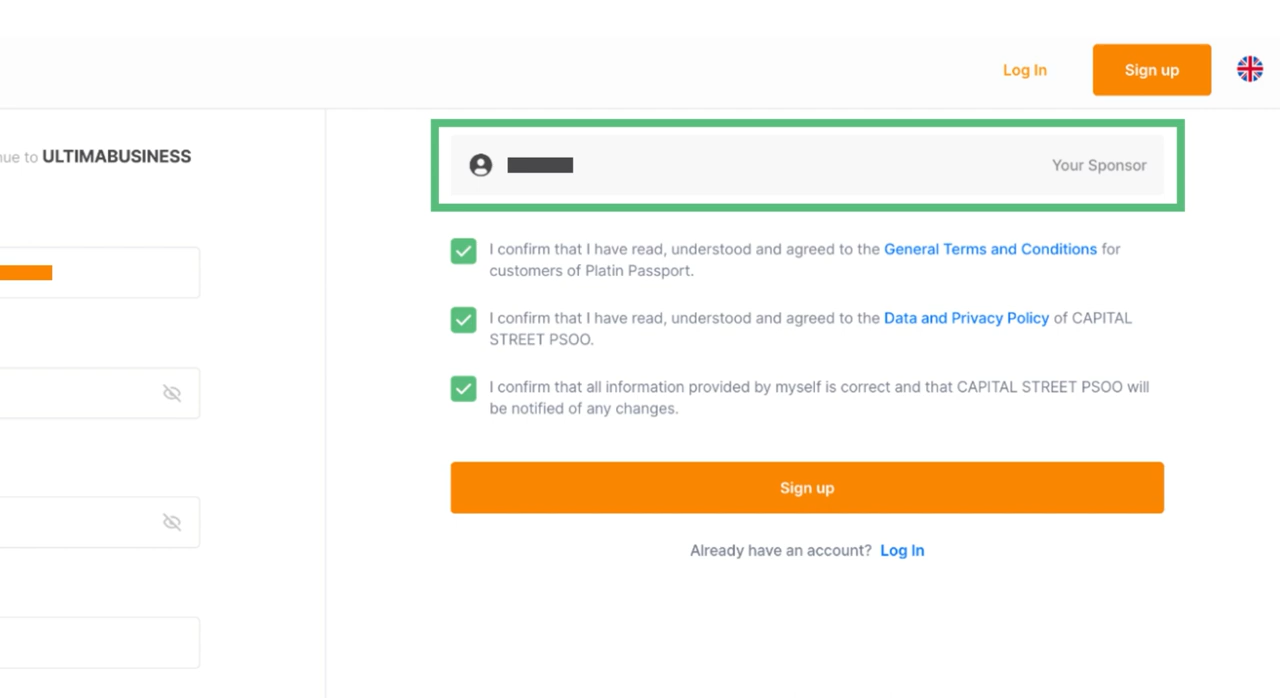 Log In
Sign up
nue to ULTIMABUSINESS
Your Sponsor
I confirm that I have read, understood and agreed to the General Terms and Conditions for
customers of Platin Passport.
I confirm that I have read, understood and agreed to the Data and Privacy Policy of CAPITAL
STREET PSOO.
I confirm that all information provided by myself is correct and that CAPITAL STREET PSOO will
be notified of any changes.
Sign up
Already have an account? Log In